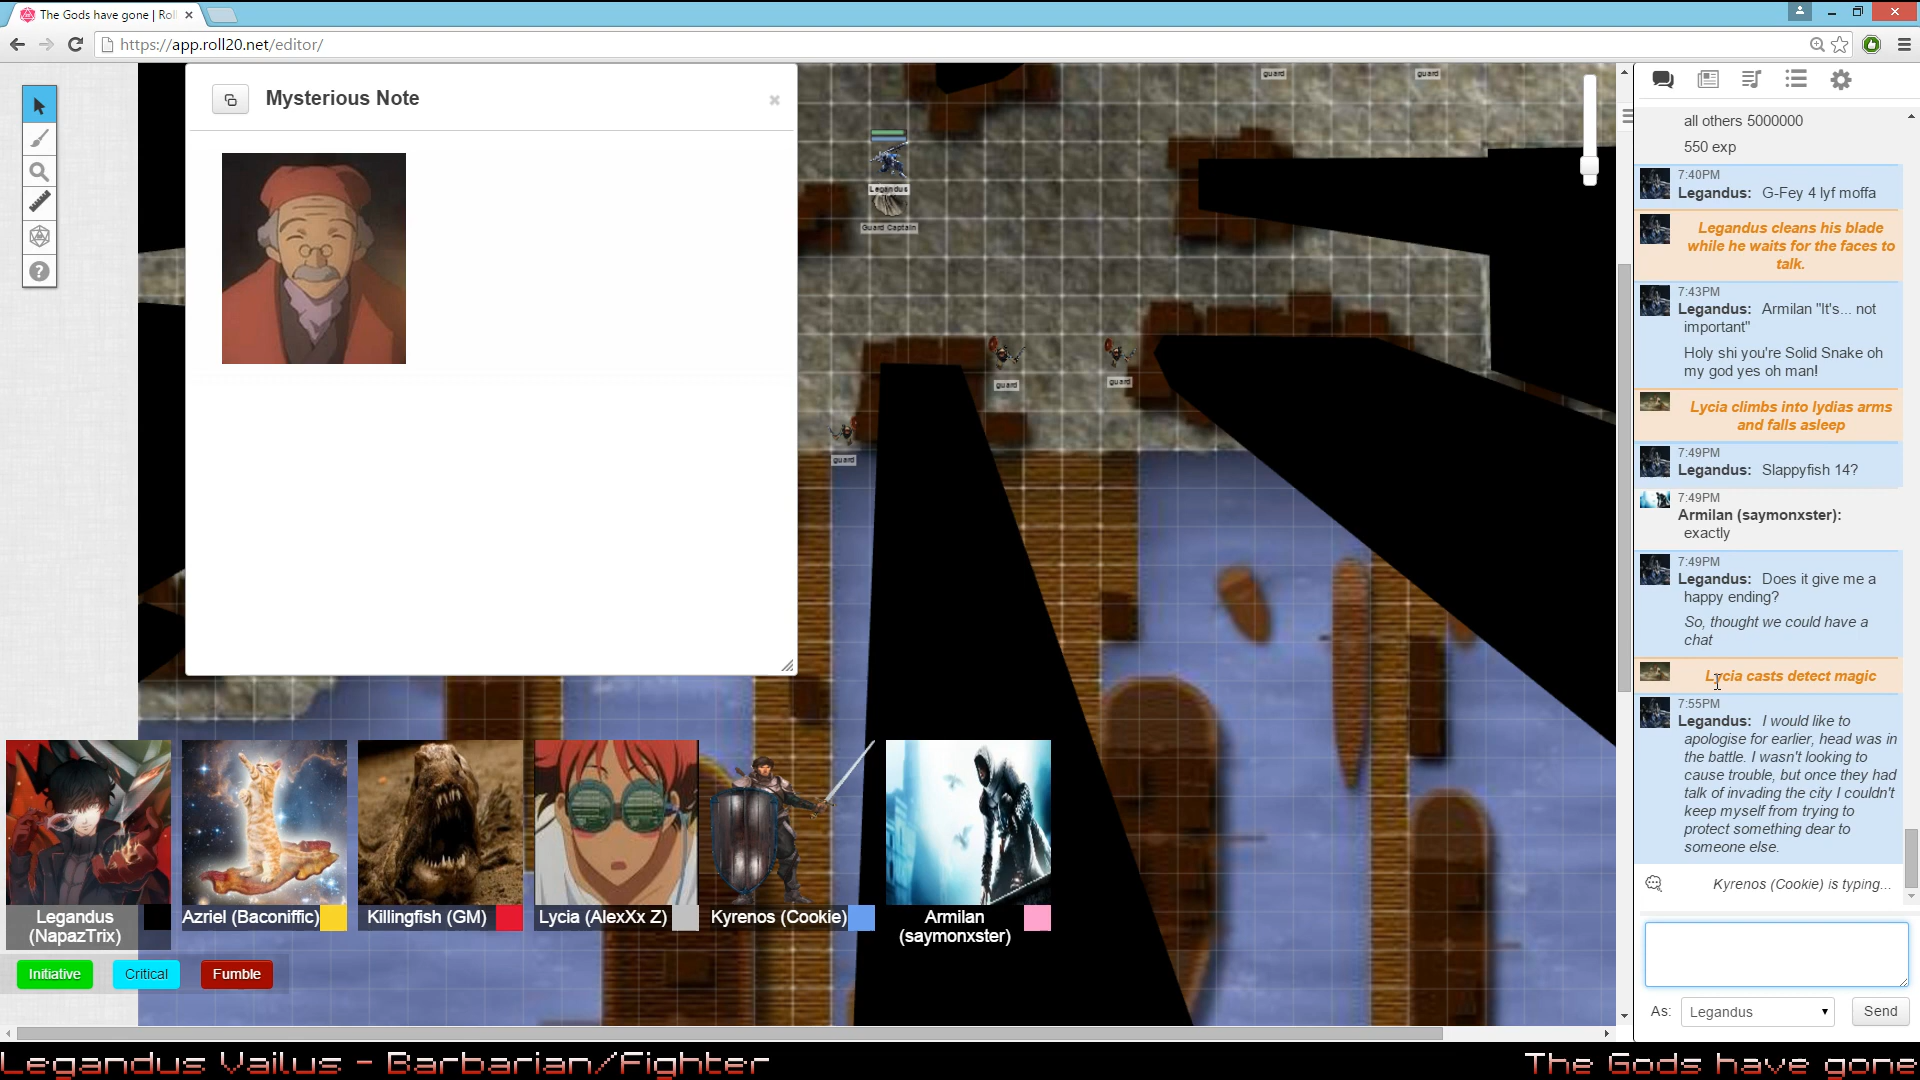 The Gods have gone | Rol
https://app.roll20.net/editor/
Mysterious Note
guard
guard
Legandus
Guard Captain
guard
guard
guard
all others 5000000
550 exp
7:40PM
Legandus: G-Fey 4 lyf moffa
Legandus cleans his blade
while he waits for the faces to
talk.
7:43PM
Legandus: Armilan "It's... not
important"
Holy shi you're Solid Snake oh
my god yes oh man!
Lycia climbs into lydias arms
and falls asleep
7:49PM
Legandus: Slappyfish 14?
7:49PM
Armilan (saymonxster):
exactly
7:49PM
Legandus: Does it give me a
happy ending?
So, thought we could have a
chat
Lycia casts detect magic
7:55PM
Legandus: I would like to
apologise for earlier, head was in
the battle. I wasn't looking to
cause trouble, but once they had
talk of invading the city I couldn't
keep myself from trying to
protect something dear to
someone else.
Kyrenos (Cookie) is typing...
As: Legandus
Send
Legandus
(NapazTrix)
Azriel (Baconiffic)
Killingfish (GM)
Lycia (AlexXx Z)
Kyrenos (Cookie)
Armilan
(saymonxster)
Initiative
Critical
Fumble
Legandus Vailus - Barbarian/Fighter
The Gods have gone